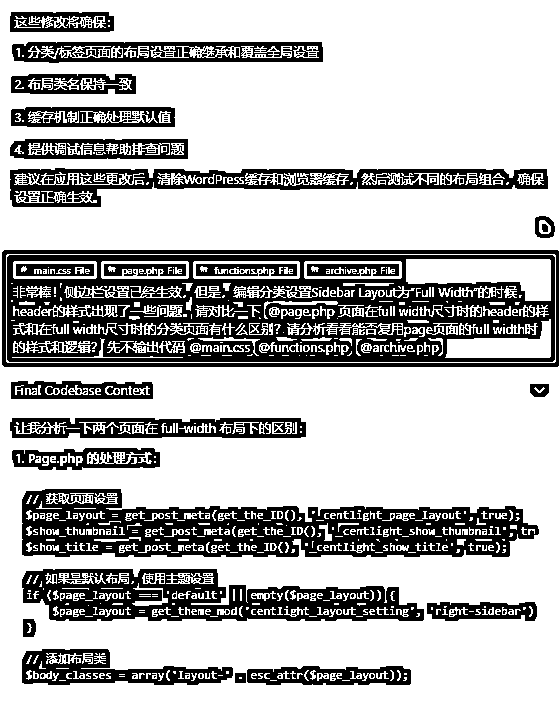 这些修改将确保：
1. 分类/标签页面的布局设置正确继承和覆盖全局设置
2. 布局类名保持一致
3. 缓存机制正确处理默认值
4. 提供调试信息帮助排查问题
建议在应用这些更改后，清除WordPress缓存和浏览器缓存，然后测试不同的布局组合，确保
设置正确生效。
# main.css File  page.php File  functions.php File  archive.php File
非常棒！侧边栏设置已经生效，但是，编辑分类设置Sidebar Layout为“Full Width”的时候，
header的样式出现了一些问题。请对比一下 @page.php 页面在full width尺寸时的header的样
式和在full width尺寸时的分类页面有什么区别？请分析看看能否复用page页面的full width时
的样式和逻辑？先不输出代码 @main.css @functions.php @archive.php
Final Codebase Context
让我分析一下两个页面在 full-width 布局下的区别：
1. Page.php 的处理方式：
// 获取页面设置
$page_layout = get_post_meta(get_the_ID(), '_centlight_page_layout', true);
$show_thumbnail = get_post_meta(get_the_ID(), '_centlight_show_thumbnail', tr
$show_title = get_post_meta(get_the_ID(), '_centlight_show_title', true);
// 如果是默认布局，使用主题设置
if ($page_layout === 'default' || empty($page_layout)) {
$page_layout = get_theme_mod('centlight_layout_setting', 'right-sidebar')
}
// 添加布局类
$body_classes = array('layout-' . esc_attr($page_layout));